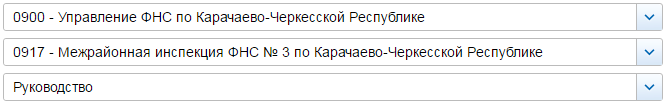 0900 - Управление ФНС по Карачаево-Черкесской Республике
0917 - Межрайонная инспекция ФНС № 3 по Карачаево-Черкесской Республике
Руководство